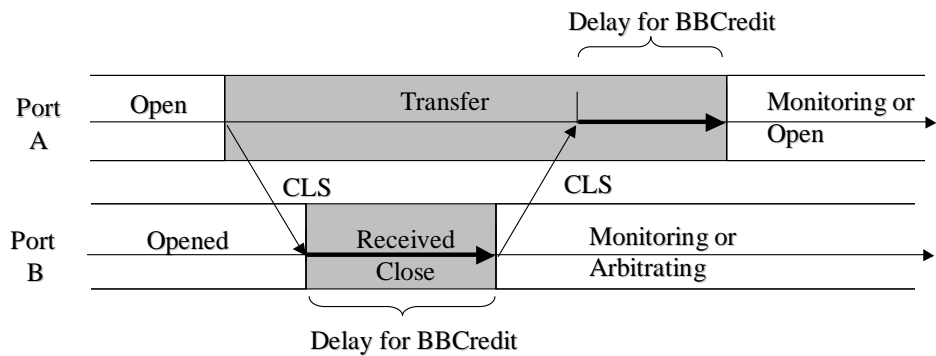 Delay for BBCredit
Port
A
Open
Transfer
Monitoring or
Open
CLS
CLS
Port
B
Opened
Received
Close
Monitoring or
Arbitrating
Delay for BBCredit